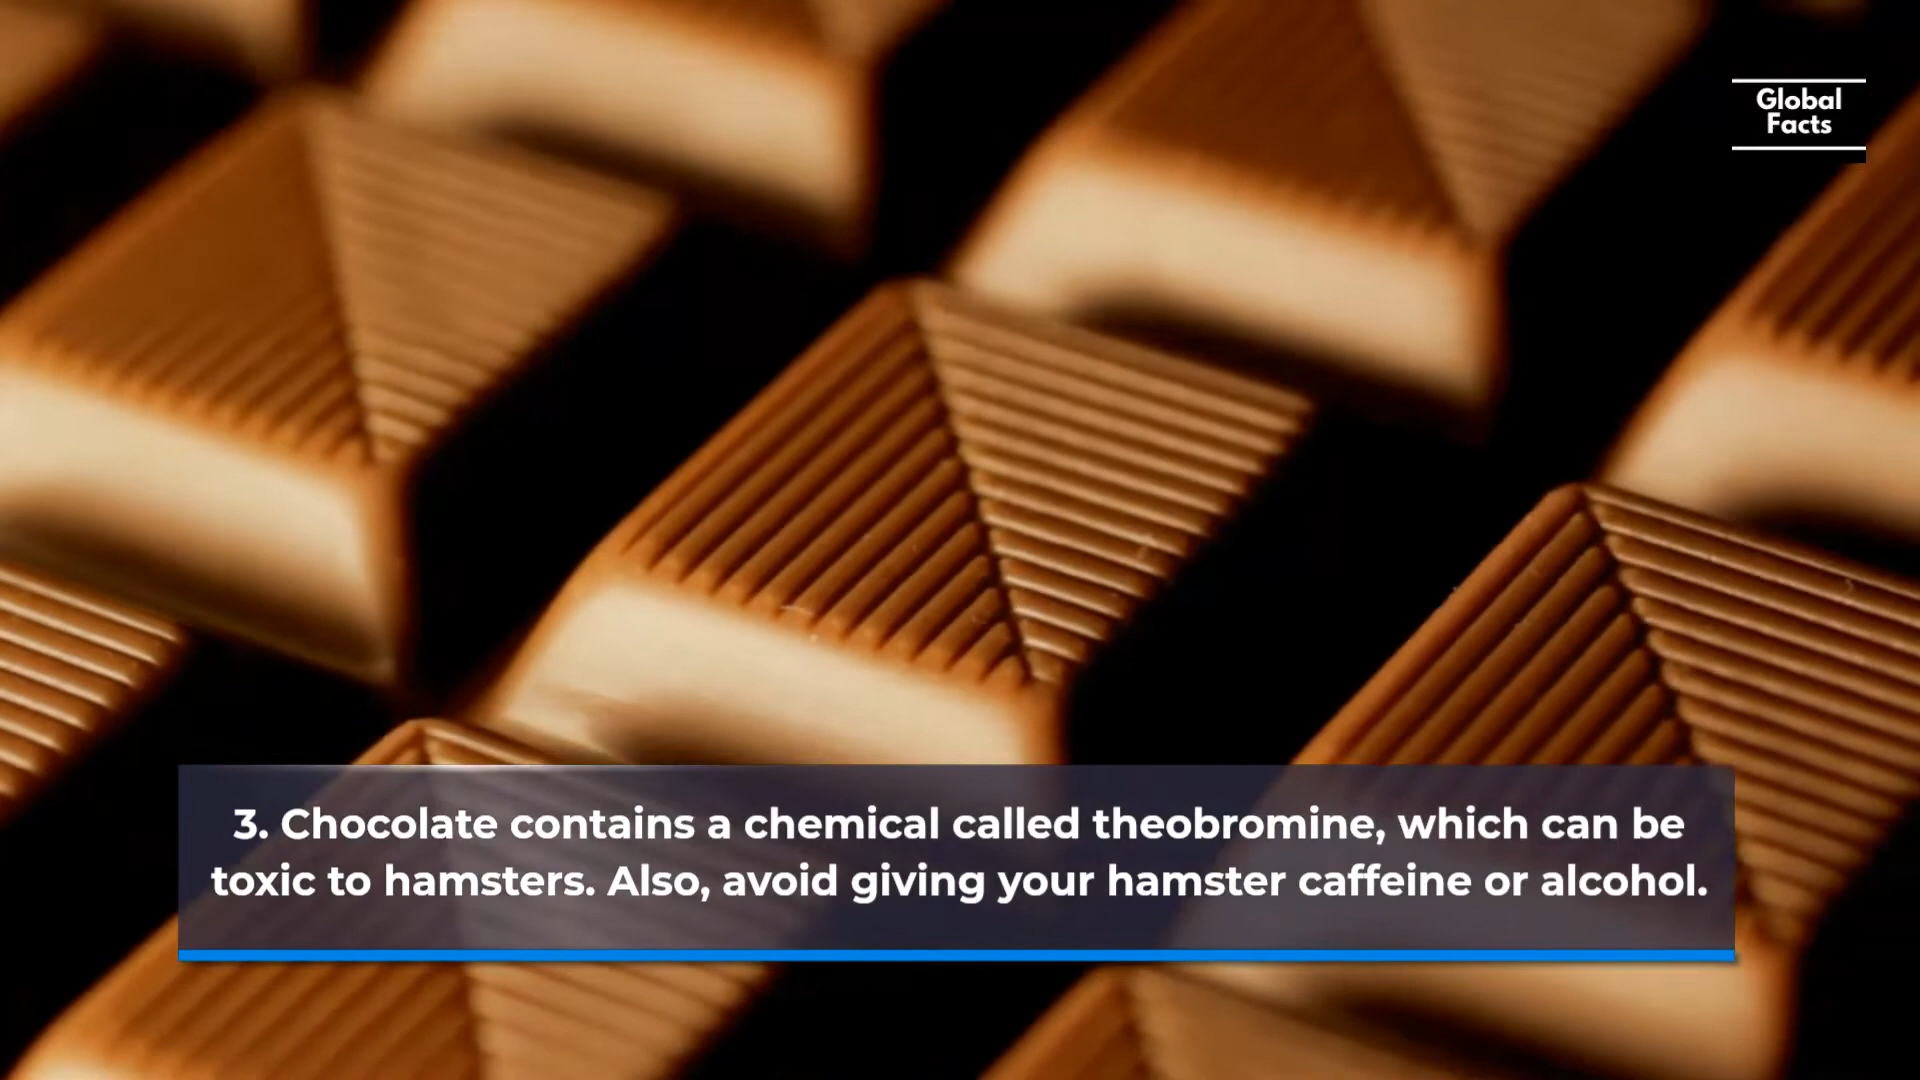 Global
Facts
3. Chocolate contains a chemical called theobromine, which can be
toxic to hamsters. Also, avoid giving your hamster caffeine or alcohol.